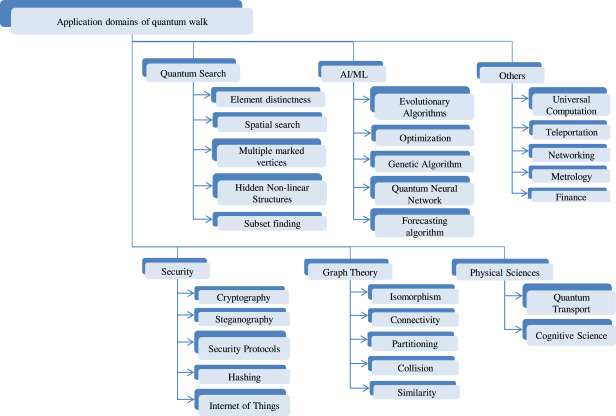 Application domains of quantum walk
Quantum Search
Element distinctness
Spatial search
Multiple marked
vertices
Hidden Non-linear
Structures
Subset finding
AI/ML
Evolutionary
Algorithms
Optimization
Genetic Algorithm
Quantum Neural
Network
Forecasting
algorithm
Others
Universal
Computation
Teleportation
Networking
Metrology
Finance
Security
Cryptography
Steganography
Security Protocols
Hashing
Internet of Things
Graph Theory
Isomorphism
Connectivity
Partitioning
Collision
Similarity
Physical Sciences
Quantum
Transport
Cognitive Science